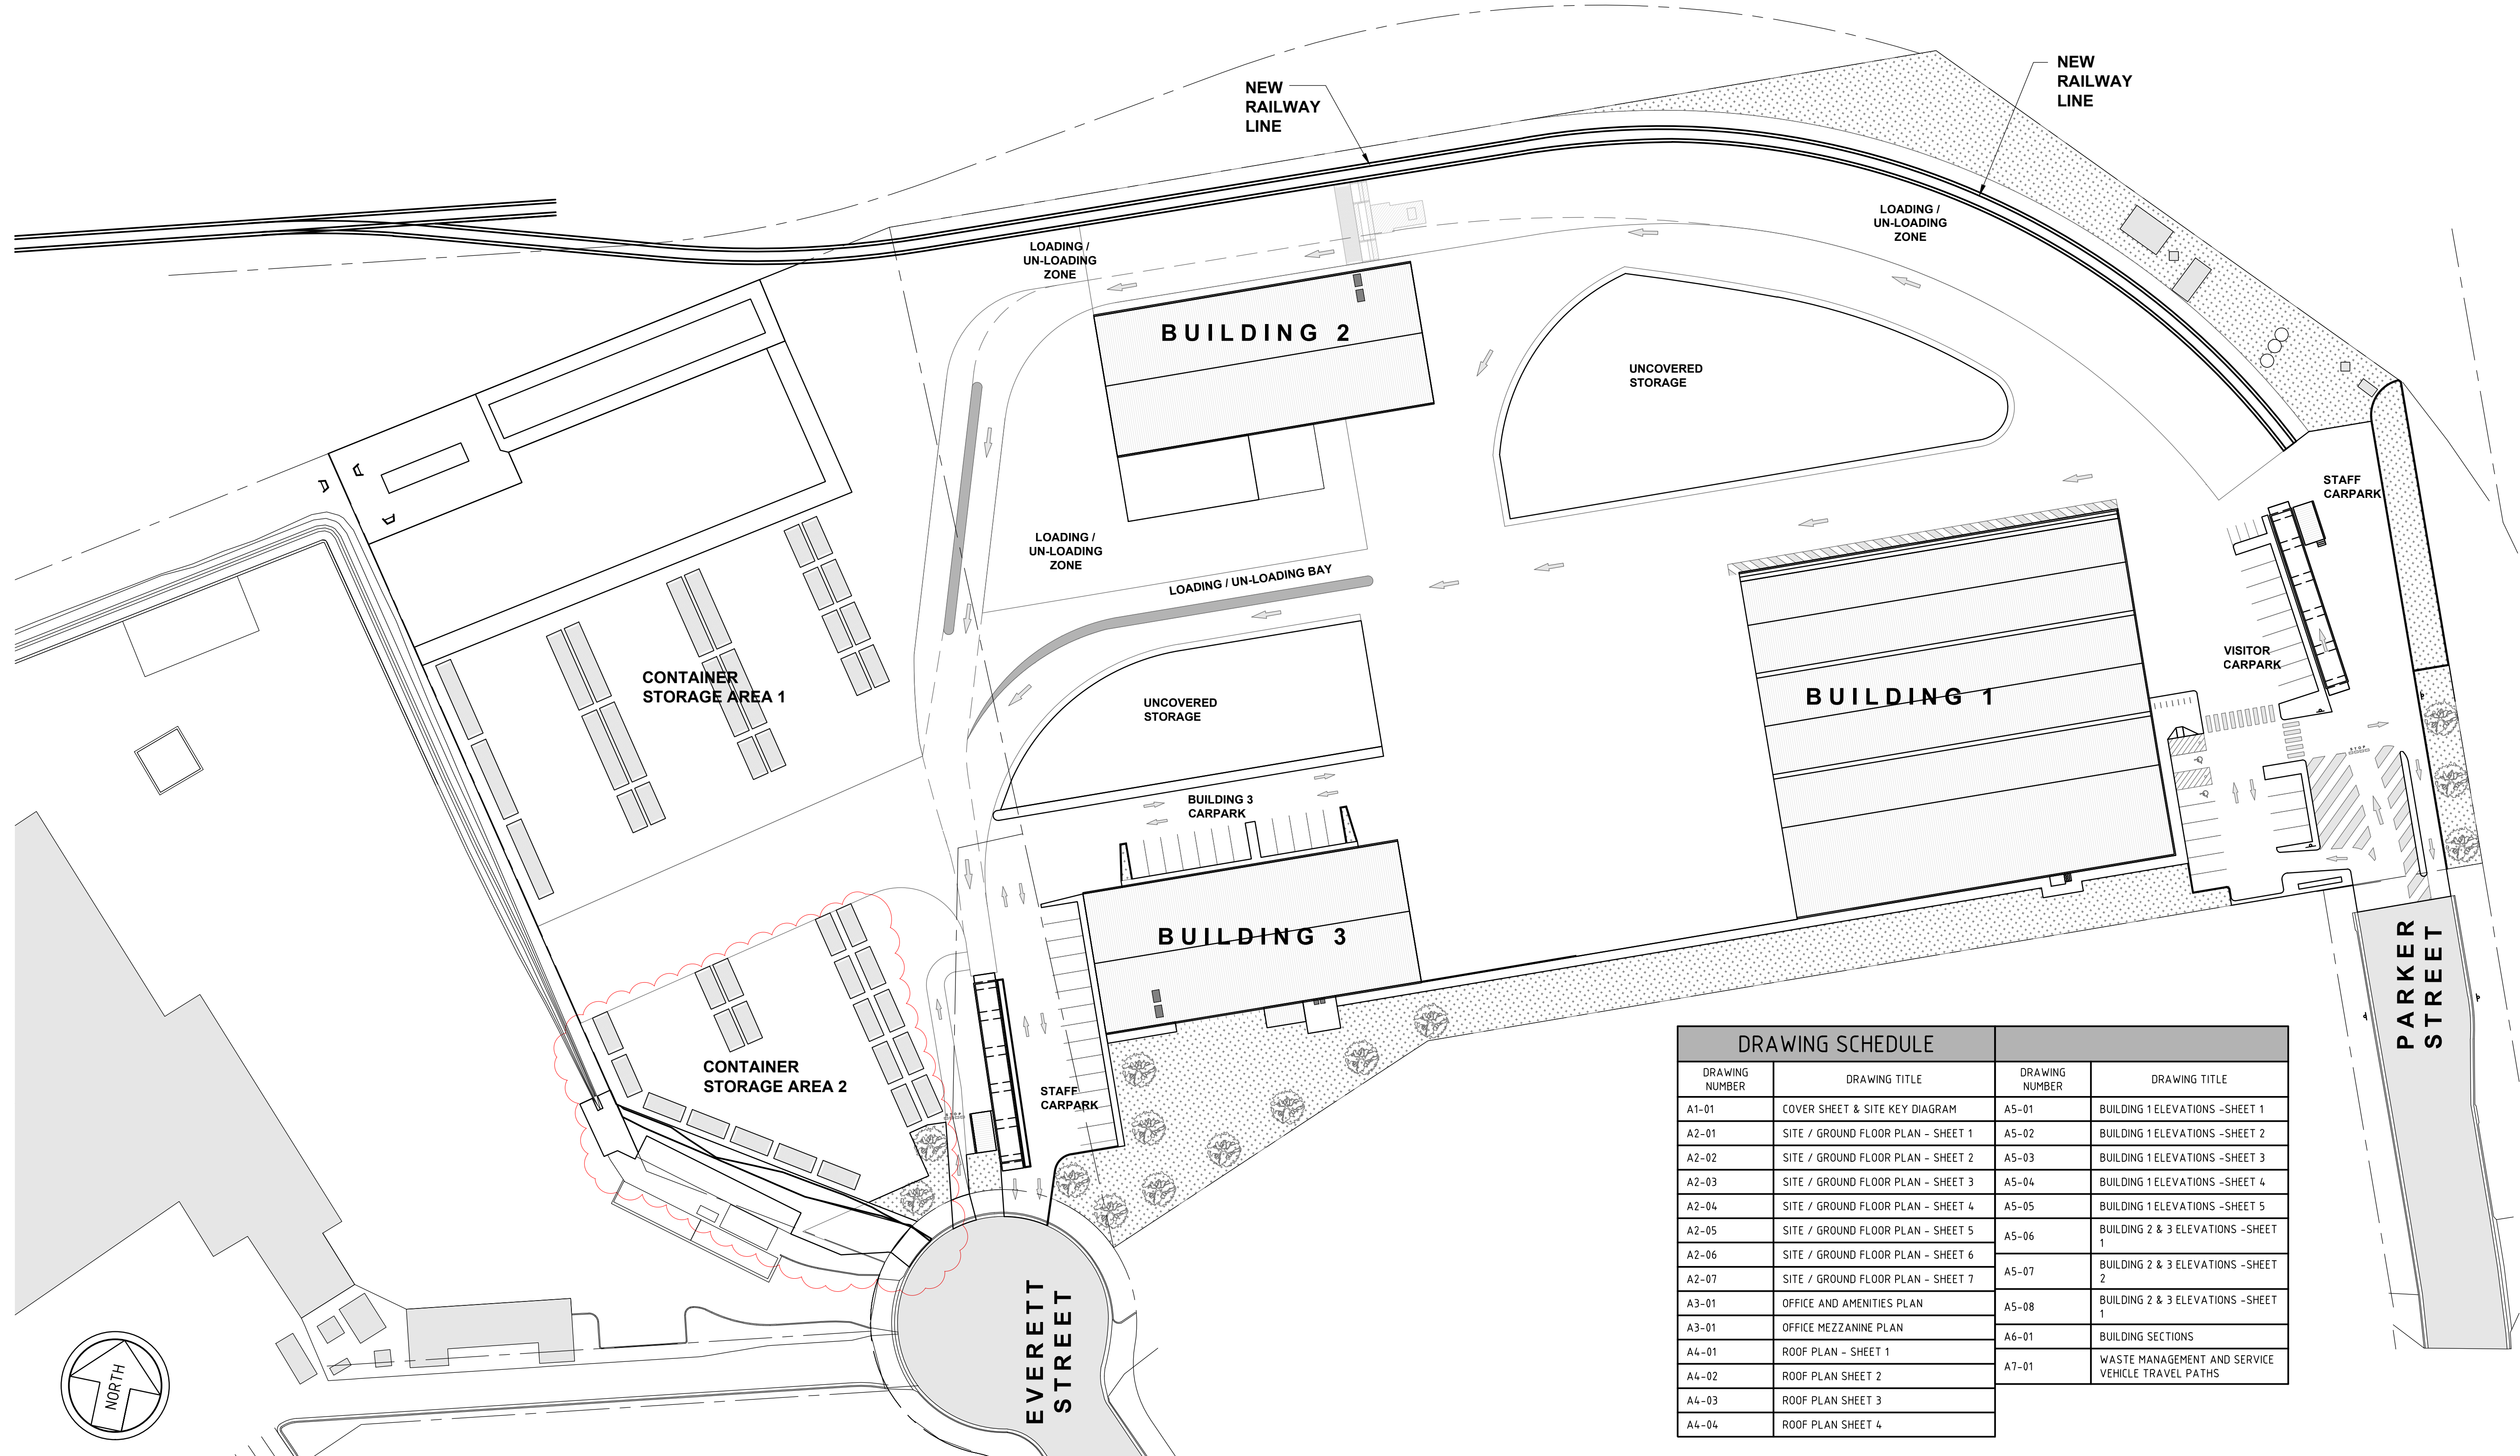 NEW
RAILWAY
LINE
NEW
RAILWAY
LINE
LOADING /
UN-LOADING
ZONE
LOADING /
UN-LOADING
ZONE
BUILDING 2
UNCOVERED
STORAGE
STAFF
CARPARK
LOADING /
UN-LOADING
ZONE
LOADING / UN-LOADING BAY
VISITOR
CARPARK
CONTAINER
STORAGE AREA 1
BUILDING 1
UNCOVERED
STORAGE
STOP
BUILDING 3
CARPARK
BUILDING 3
PARKER
STREET
CONTAINER
STORAGE AREA 2
STOP
STAFF
CARPARK
EVERETT
STREET
NORTH
DRAWING SCHEDULE
DRAWING
NUMBER
DRAWING TITLE
DRAWING
NUMBER
DRAWING TITLE
A1-01 COVER SHEET & SITE KEY DIAGRAM
A2-01 SITE / GROUND FLOOR PLAN - SHEET 1
A2-02 SITE / GROUND FLOOR PLAN - SHEET 2
A2-03 SITE / GROUND FLOOR PLAN - SHEET 3
A2-04 SITE / GROUND FLOOR PLAN - SHEET 4
A2-05 SITE / GROUND FLOOR PLAN - SHEET 5
A2-06 SITE / GROUND FLOOR PLAN - SHEET 6
A2-07 SITE / GROUND FLOOR PLAN - SHEET 7
A3-01 OFFICE AND AMENITIES PLAN
A3-01 OFFICE MEZZANINE PLAN
A4-01 ROOF PLAN - SHEET 1
A4-02 ROOF PLAN SHEET 2
A4-03 ROOF PLAN SHEET 3
A4-04 ROOF PLAN SHEET 4
A5-01 BUILDING 1 ELEVATIONS -SHEET 1
A5-02 BUILDING 1 ELEVATIONS -SHEET 2
A5-03 BUILDING 1 ELEVATIONS -SHEET 3
A5-04 BUILDING 1 ELEVATIONS -SHEET 4
A5-05 BUILDING 1 ELEVATIONS -SHEET 5
A5-06 BUILDING 2 & 3 ELEVATIONS -SHEET
1
A5-07 BUILDING 2 & 3 ELEVATIONS -SHEET
2
A5-08 BUILDING 2 & 3 ELEVATIONS -SHEET
1
A6-01 BUILDING SECTIONS
A7-01 WASTE MANAGEMENT AND SERVICE
VEHICLE TRAVEL PATHS